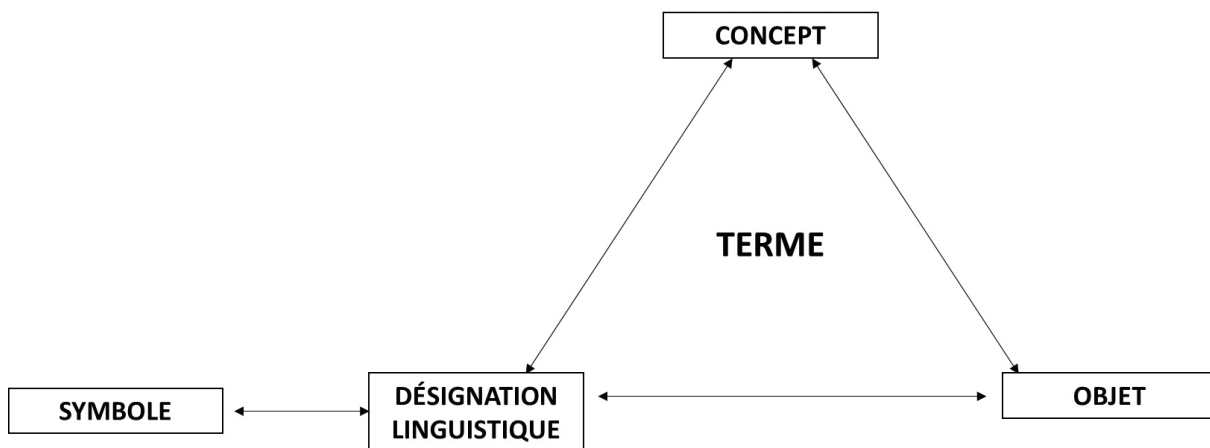 CONCEPT
TERME
SYMBOLE
DÉSIGNATION
LINGUISTIQUE
OBJET